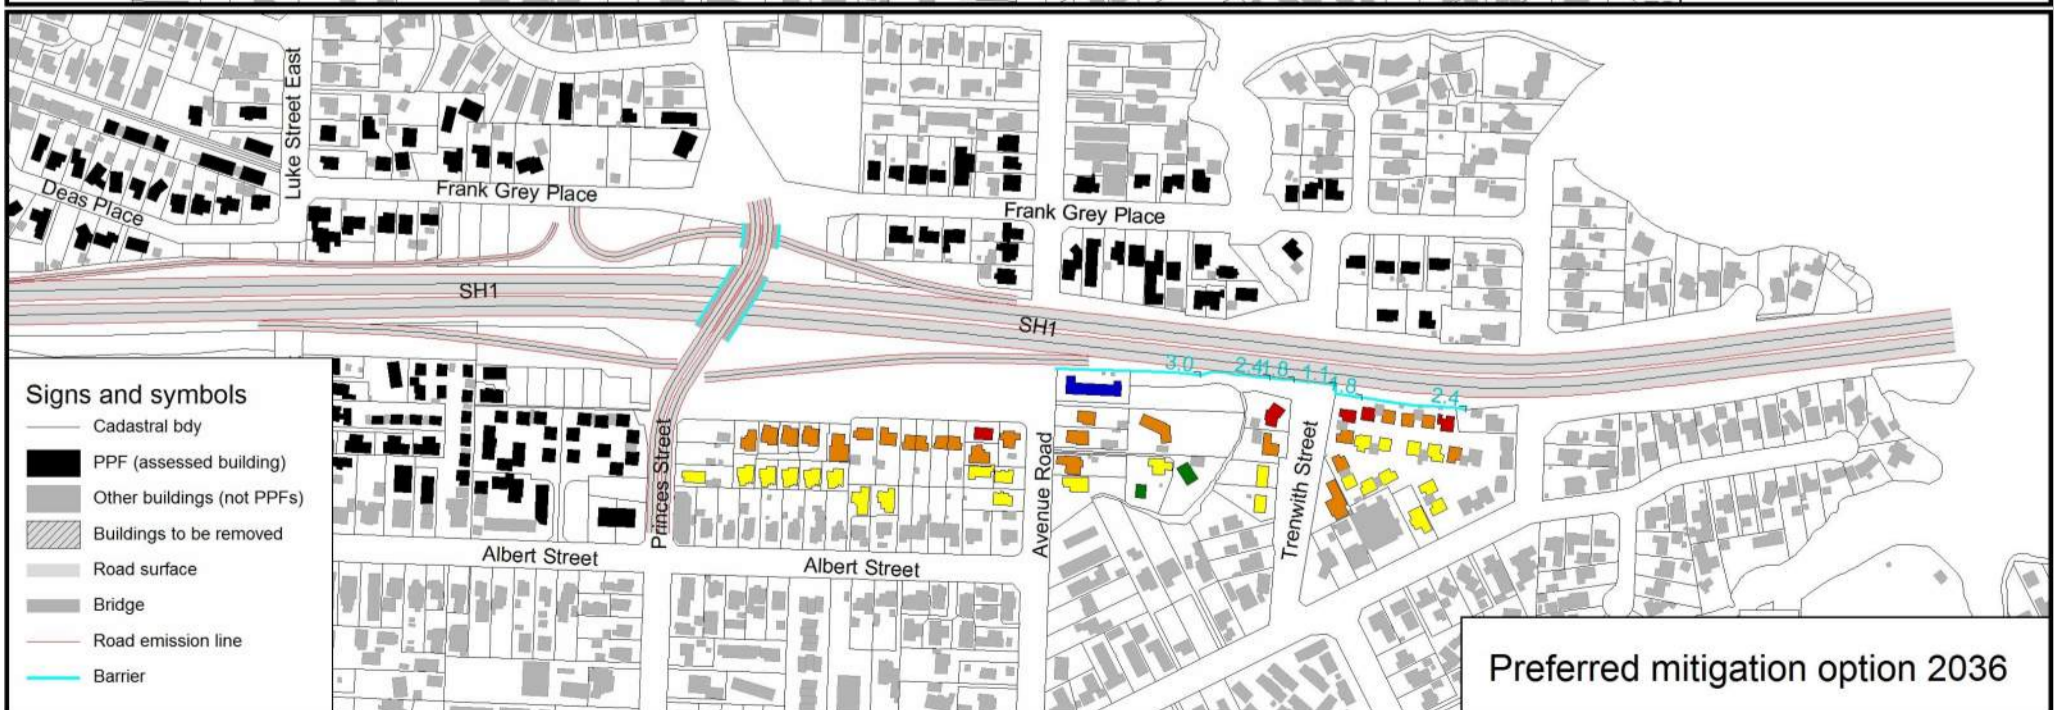 Luke Street East
Deas Place
Frank Grey Place
Frank Grey Place
SH1
SH1
3.0
2.4
1.8
1.1
1.8
2.4
Signs and symbols
Cadastral bdy
PPF (assessed building)
Other buildings (not PPFs)
Buildings to be removed
Road surface
Bridge
Road emission line
Barrier
Princes Street
Avenue Road
Trenwith Street
Albert Street
Albert Street
Preferred mitigation option 2036